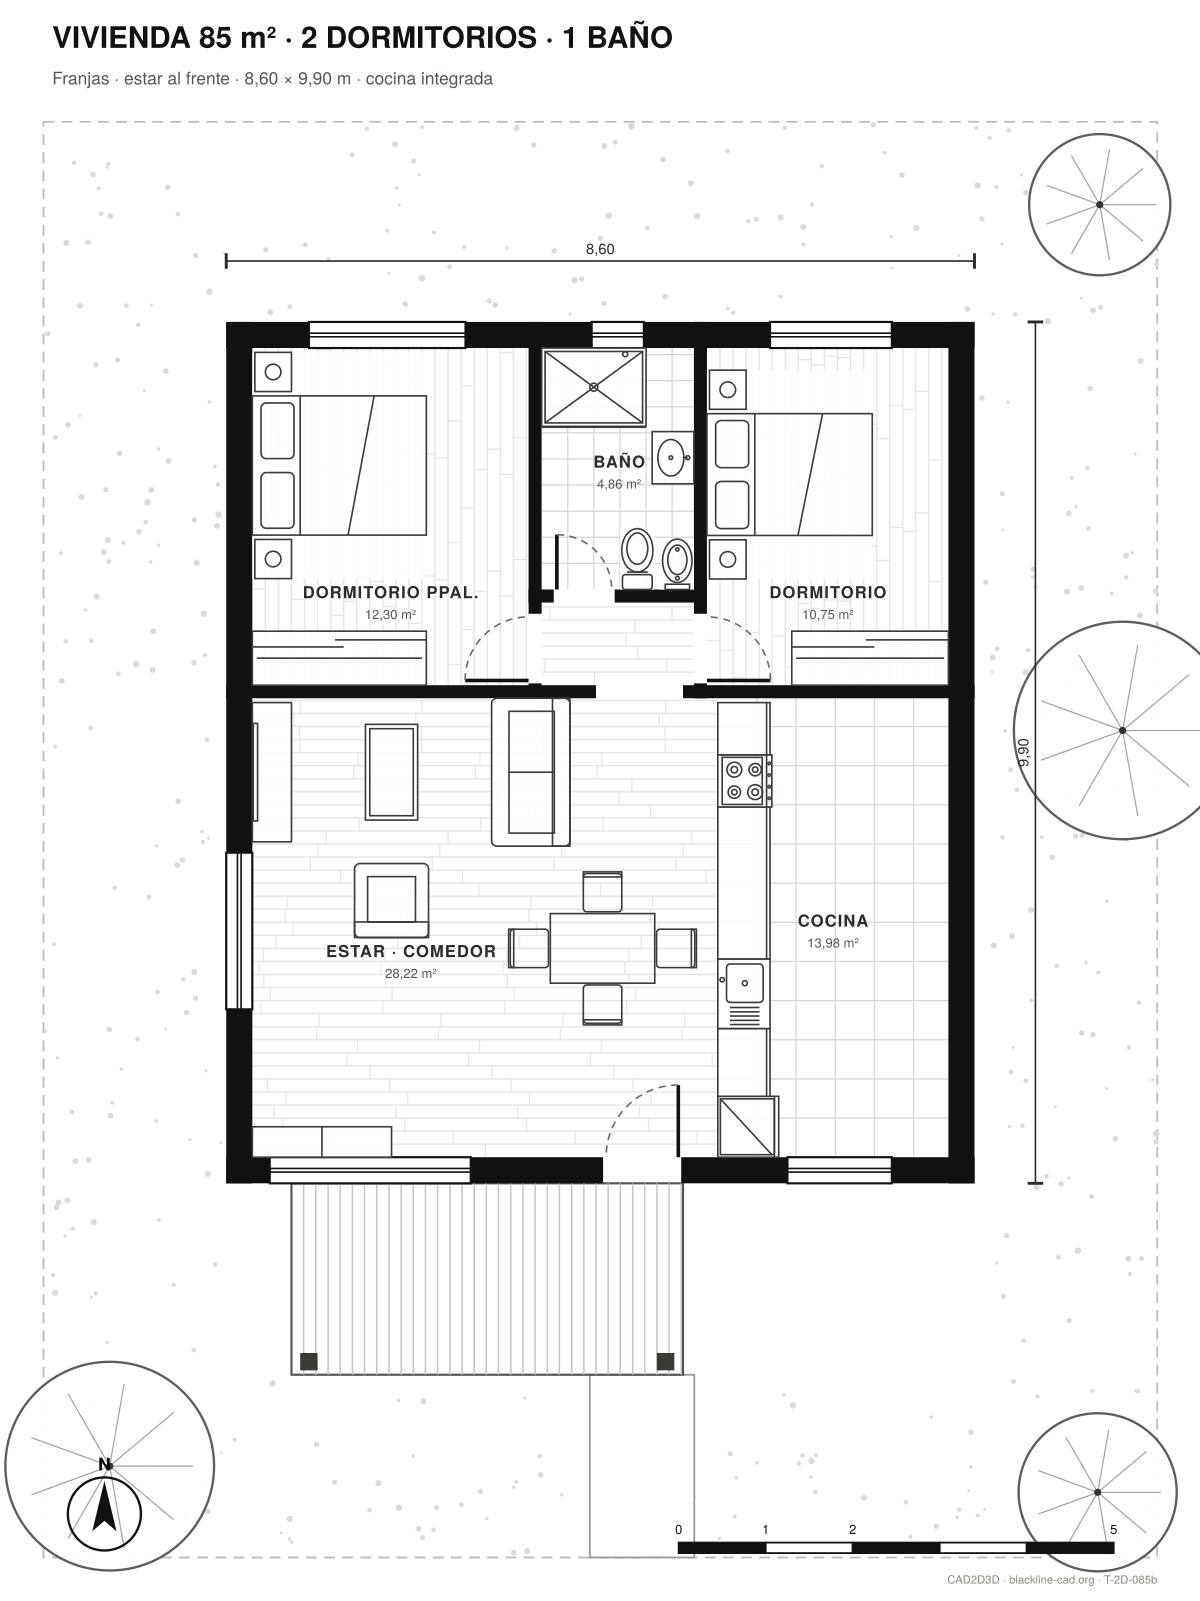 VIVIENDA 85 m² · 2 DORMITORIOS · 1 BAÑO
Franjas · estar al frente · 8,60 × 9,90 m · cocina integrada
8,60
BAÑO
4,86 m²
DORMITORIO PPAL.
12,30 m²
DORMITORIO
10,75 m²
9,90
COCINA
13,98 m²
ESTAR · COMEDOR
28,22 m²
N
0 1 2 5
CAD2D3D · blackline-cad.org · T-2D-085b